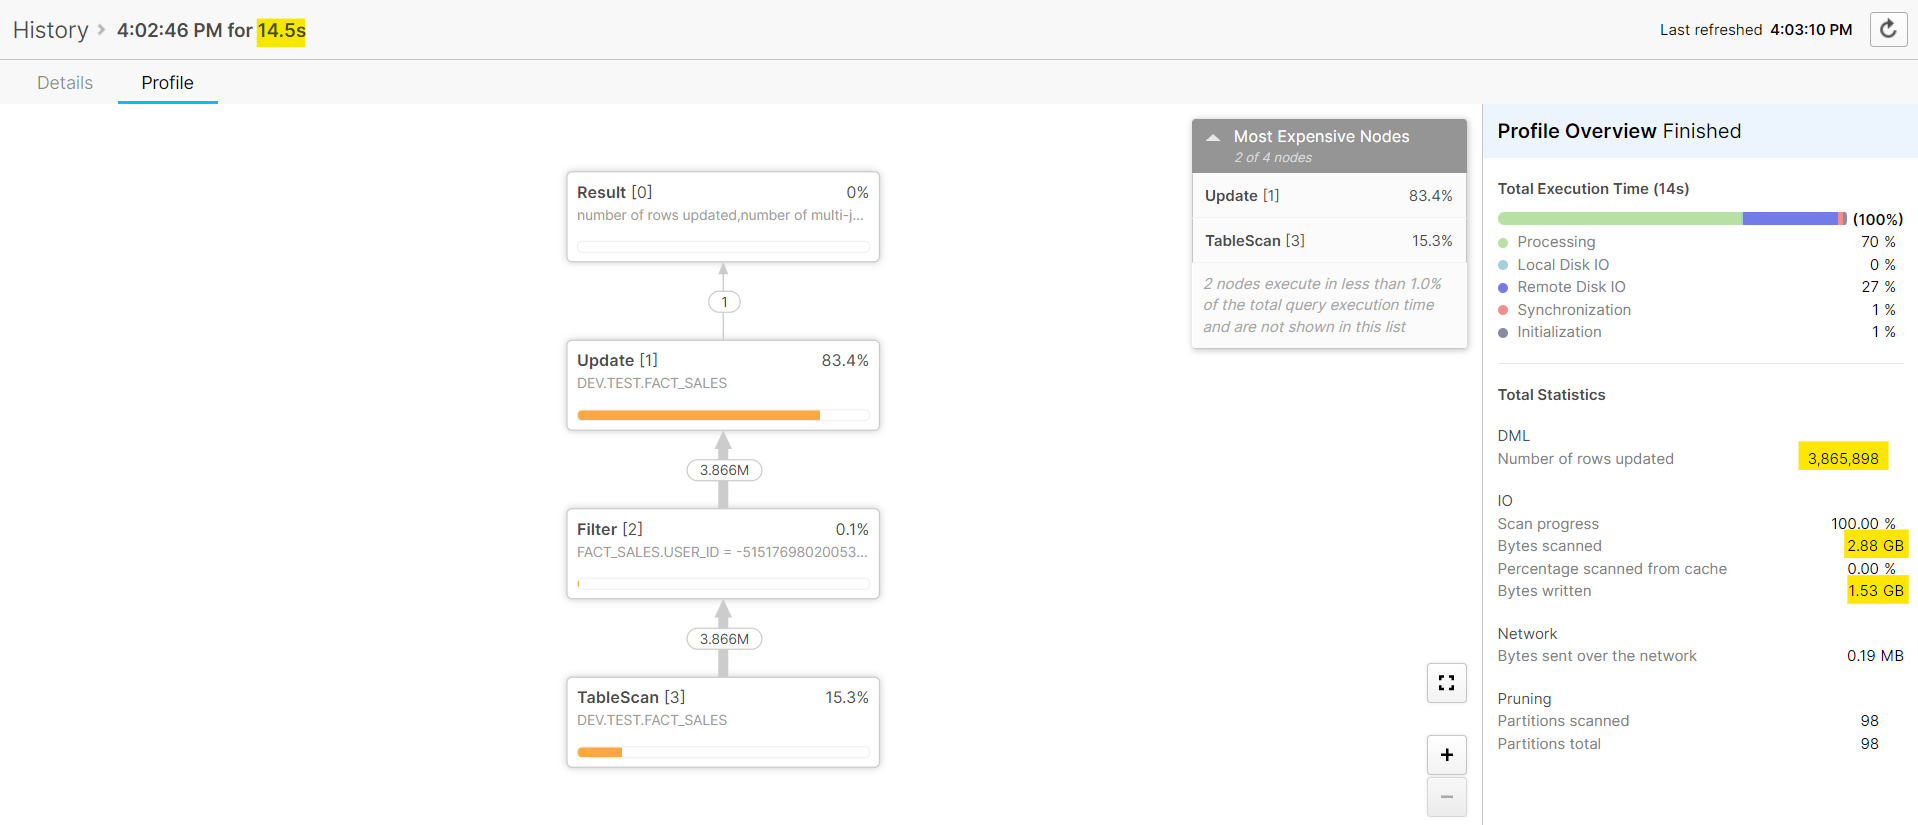 History > 4:02:46 PM for 14.5s
Last refreshed 4:03:10 PM
Details Profile
Result [0] 0%
number of rows updated,number of multi-j...
1
Update [1] 83.4%
DEV.TEST.FACT_SALES
3.866M
Filter [2] 0.1%
FACT_SALES.USER_ID = -51517698020053...
3.866M
TableScan [3] 15.3%
DEV.TEST.FACT_SALES
Most Expensive Nodes
2 of 4 nodes
Update [1] 83.4%
TableScan [3] 15.3%
2 nodes execute in less than 1.0%
of the total query execution time
and are not shown in this list
+
−
Profile Overview Finished
Total Execution Time (14s)
(100%)
Processing 70 %
Local Disk IO 0 %
Remote Disk IO 27 %
Synchronization 1 %
Initialization 1 %
Total Statistics
DML
Number of rows updated 3,865,898
IO
Scan progress 100.00 %
Bytes scanned 2.88 GB
Percentage scanned from cache 0.00 %
Bytes written 1.53 GB
Network
Bytes sent over the network 0.19 MB
Pruning
Partitions scanned 98
Partitions total 98